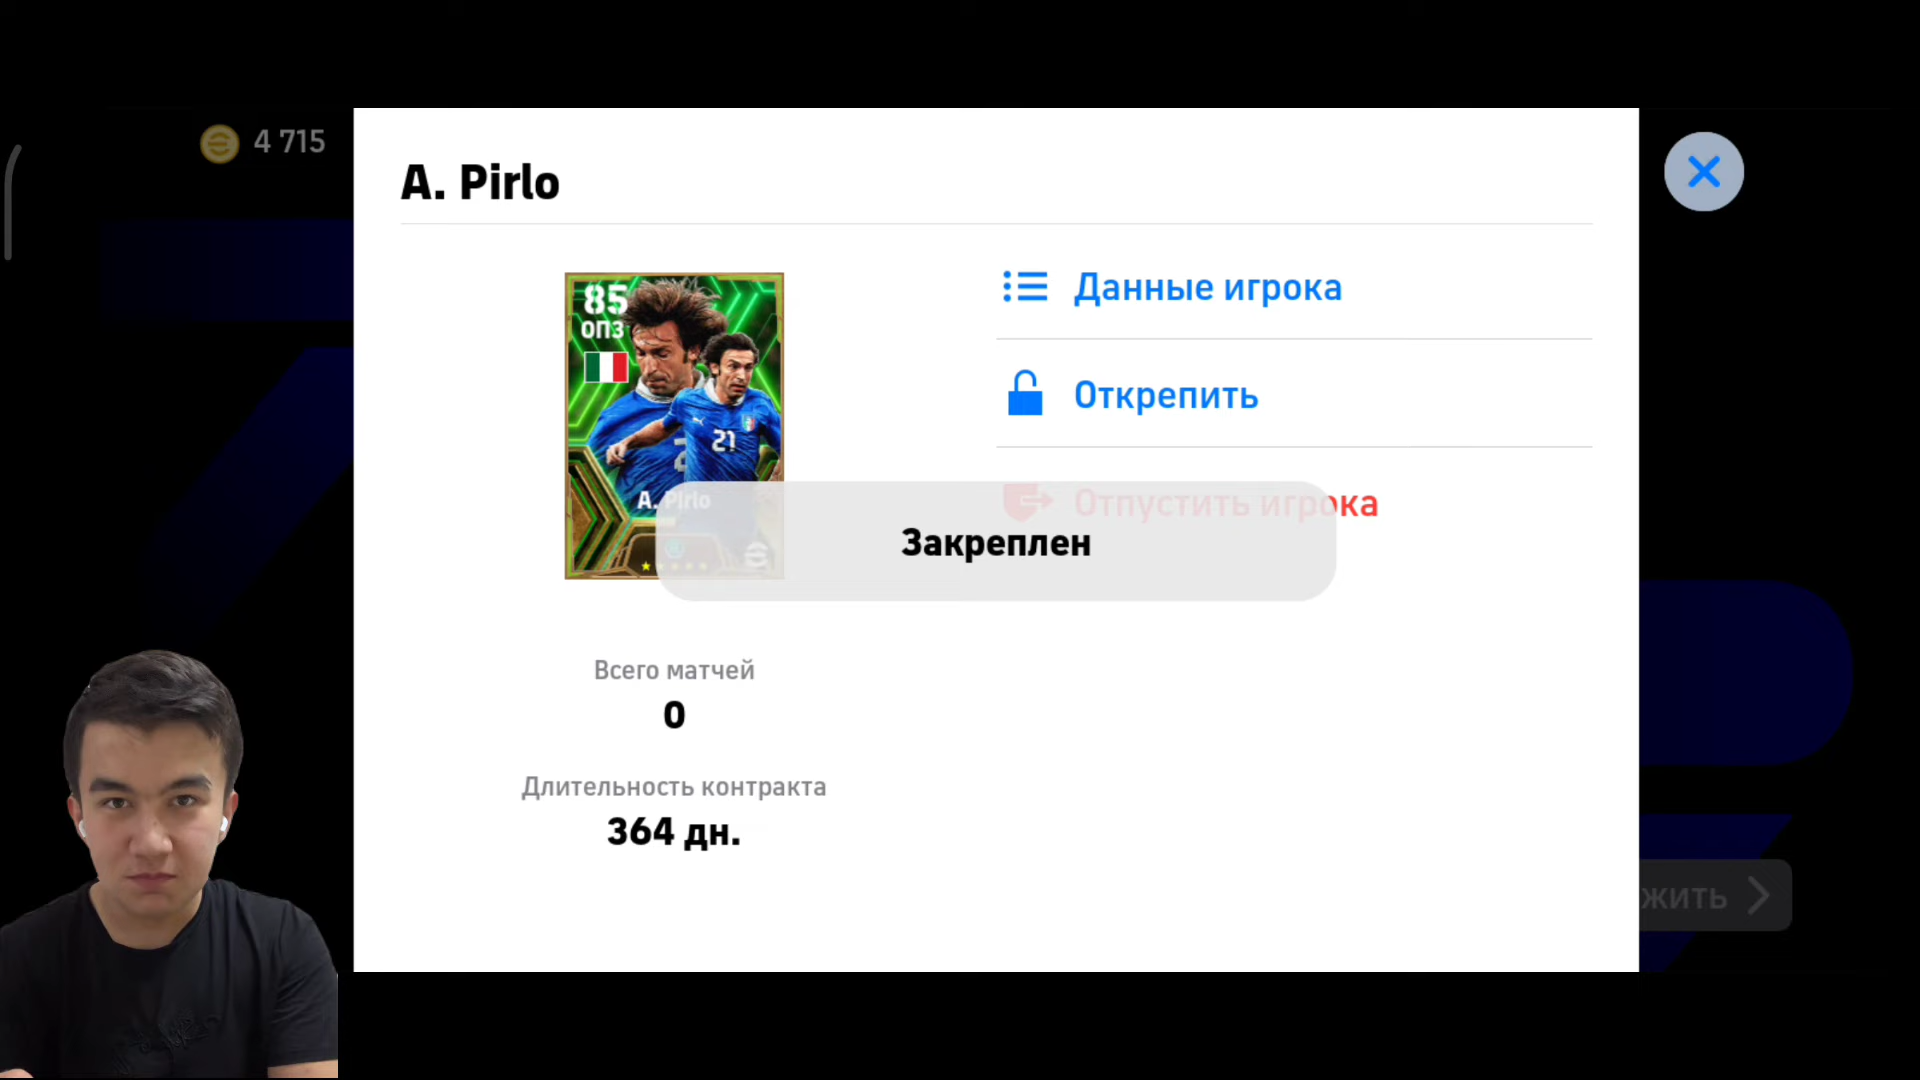 4 715
A. Pirlo
85
ОПЗ
21
A. Pirlo
Данные игрока
Открепить
Отпустить игрока
Закреплен
Всего матчей
0
Длительность контракта
364 дн.
жить